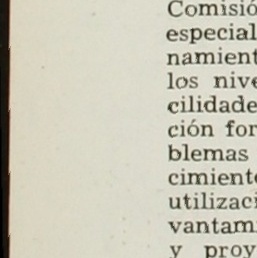 Comisió
especial
namient
los nive
cilidade
ción for
blemas
cimiento
utilizaci
vantam
y proy